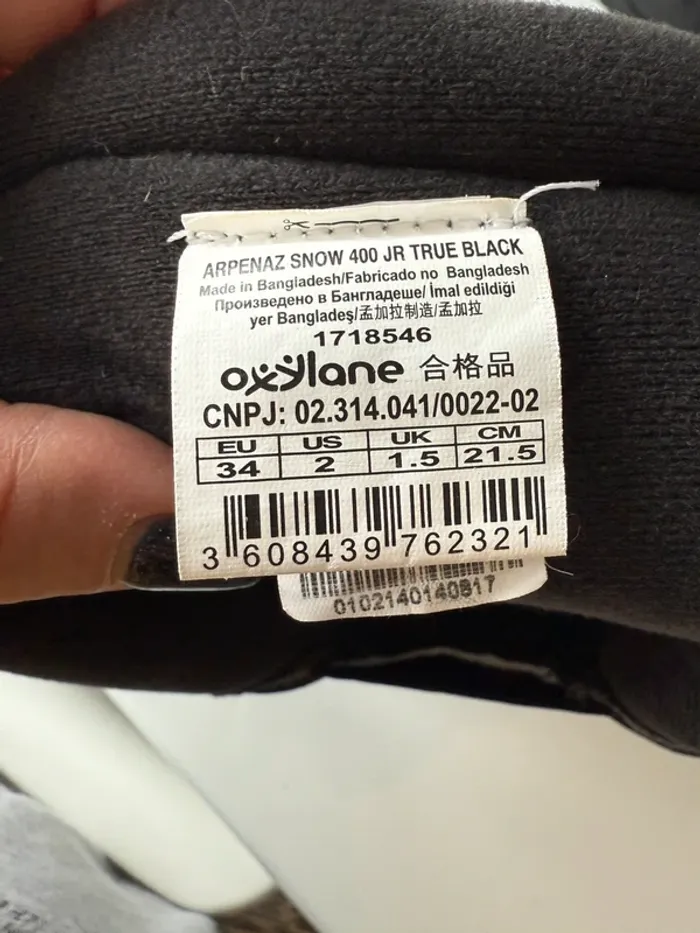 ARPENAZ SNOW 400 JR TRUE BLACK
Made in Bangladesh/Fabricado no Bangladesh
Произведено в Бангладеше/ İmal edildiği
yer Bangladeş/孟加拉制造/孟加拉
1718546
oxylane 合格品
CNPJ: 02.314.041/0022-02
EU US UK CM
34 2 1.5 21.5
3 608439 762321
0102140140817